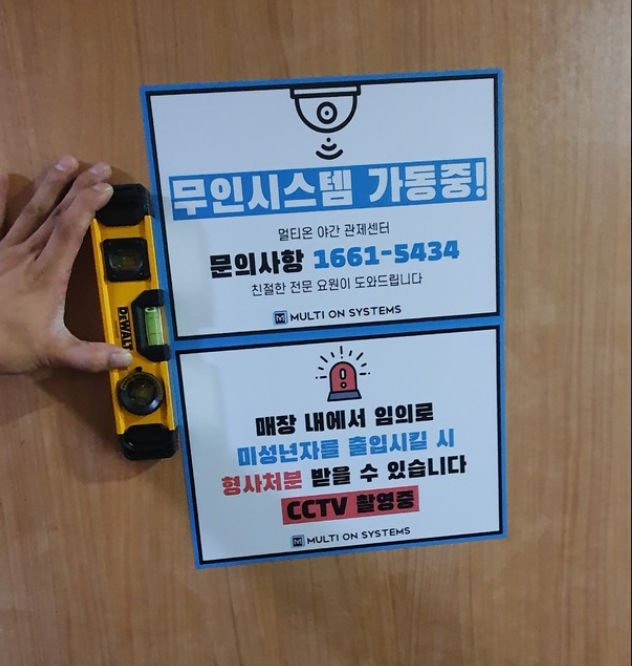 무인시스템 가동중!
멀티온 야간 관제센터
문의사항 1661-5434
친절한 전문 요원이 도와드립니다
M MULTI ON SYSTEMS
DEWALT
매장 내에서 임의로
미성년자를 출입시킬 시
형사처분 받을 수 있습니다
CCTV 촬영중
M MULTI ON SYSTEMS